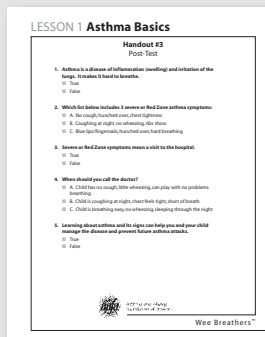 LESSON 1 Asthma Basics
Handout #3
Post-Test
1. Asthma is a disease of inflammation (swelling) and irritation of the
lungs. It makes it hard to breathe.
True
False
2. Which list below includes 3 severe or Red Zone asthma symptoms:
A. No cough, hunched over, chest tightness
B. Coughing at night, no wheezing, ribs show
C. Blue lips/fingernails, hunched over, hard breathing
3. Severe or Red Zone symptoms mean a visit to the hospital.
True
False
4. When should you call the doctor?
A. Child has no cough, little wheezing, can play with no problems
breathing
B. Child is coughing at night, chest feels tight, short of breath
C. Child is breathing easy, no wheezing, sleeping through the night
5. Learning about asthma and its signs can help you and your child
manage the disease and prevent future asthma attacks.
True
False
Wee Breathers™